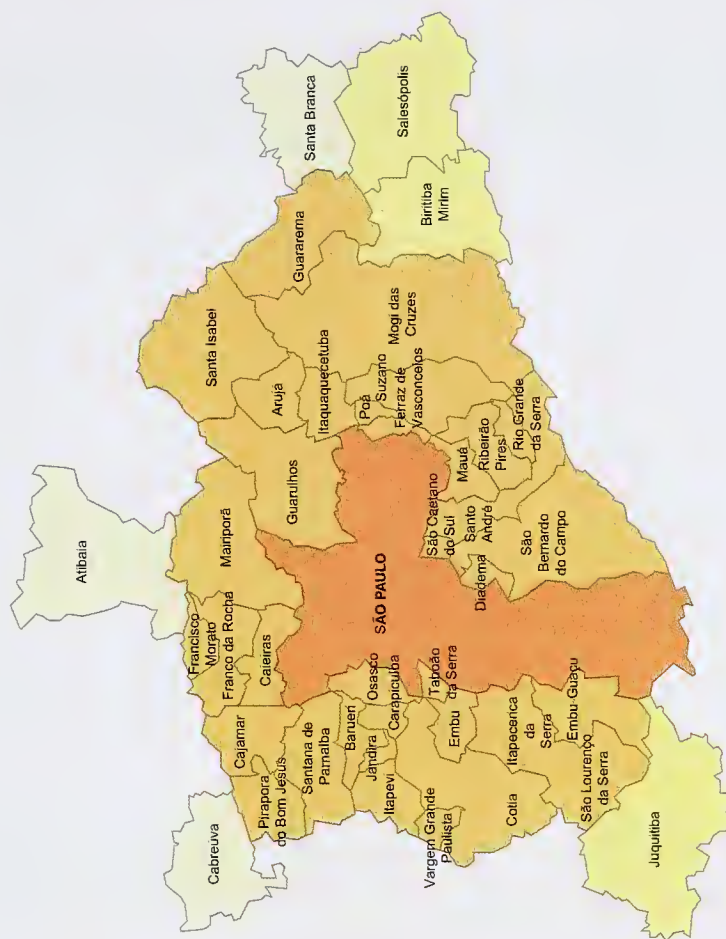 Atibaia
Cabreúva
Francisco
Morato
Franco da Rocha
Caieiras
Mairiporã
Santa Isabel
Santa Branca
Cajamar
Pirapora
do Bom Jesus
Santana de
Parnaíba
Guarulhos
Arujá
Guararema
Salesópolis
Barueri
Osasco
Jandira
Carapicuíba
Itapevi
Itaquaquecetuba
Poá
Suzano
Ferraz de
Vasconcelos
Mogi das
Cruzes
Biritiba
Mirim
SÃO PAULO
Vargem Grande
Paulista
Taboão
da Serra
Embu
Cotia
São Caetano
do Sul
Mauá
Santo
André
Ribeirão
Pires
Rio Grande
da Serra
Diadema
São
Bernardo
do Campo
Itapecerica
da
Serra
Embu-Guaçu
São Lourenço
da Serra
Juquitiba